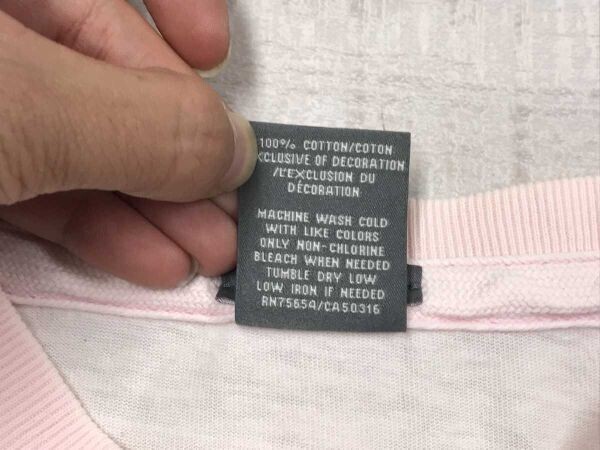 100% COTTON/COTON
XCLUSIVE OF DECORATION
/L'EXCLUSION DU
DÉCORATION
MACHINE WASH COLD
WITH LIKE COLORS
ONLY NON-CHLORINE
BLEACH WHEN NEEDED
TUMBLE DRY LOW
LOW IRON IF NEEDED
RN75654/CA50316